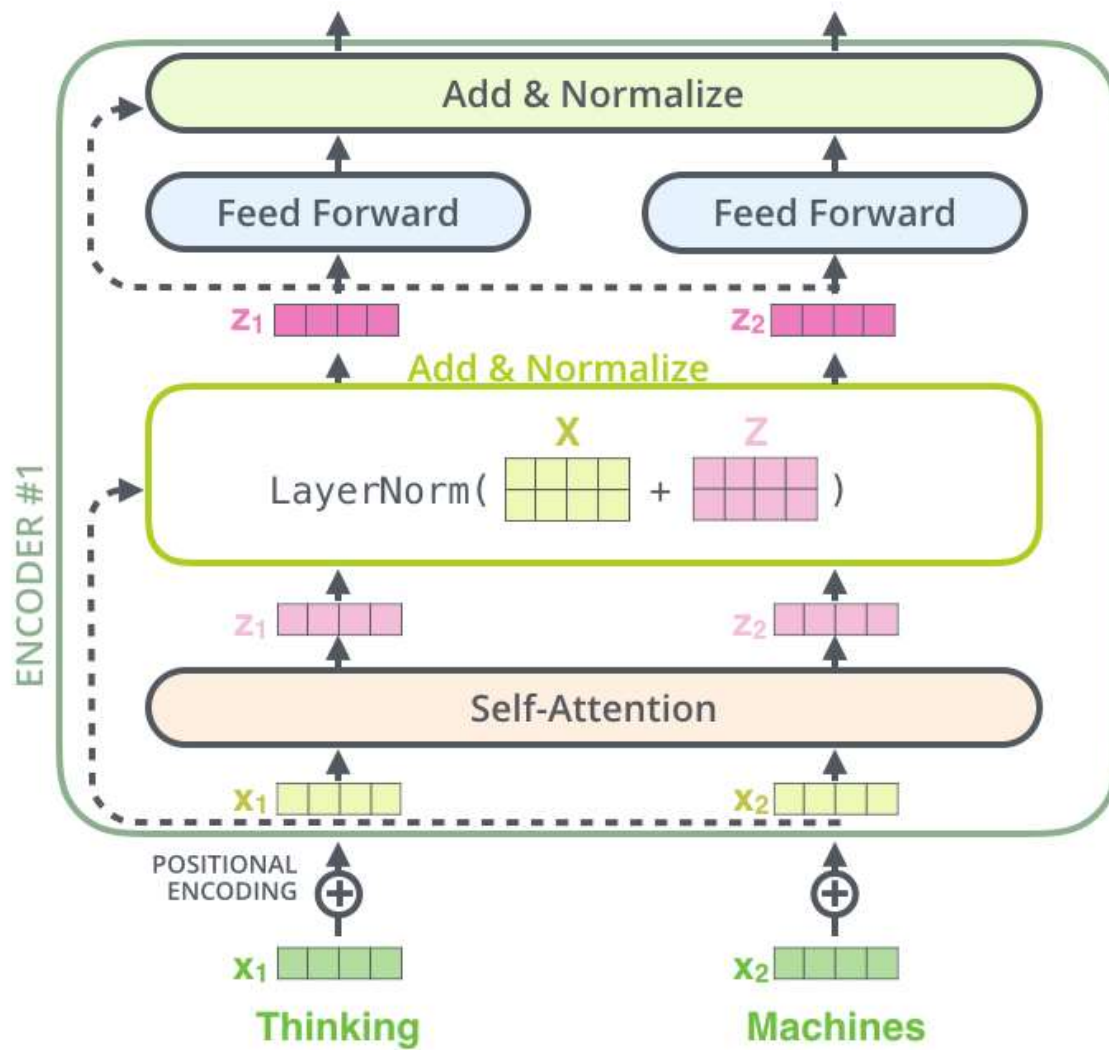 Add & Normalize
Feed Forward Feed Forward
z₁ z₂
Add & Normalize
X Z
LayerNorm( + )
ENCODER #1
z₁ z₂
Self-Attention
x₁ x₂
POSITIONAL
ENCODING
x₁ x₂
Thinking Machines